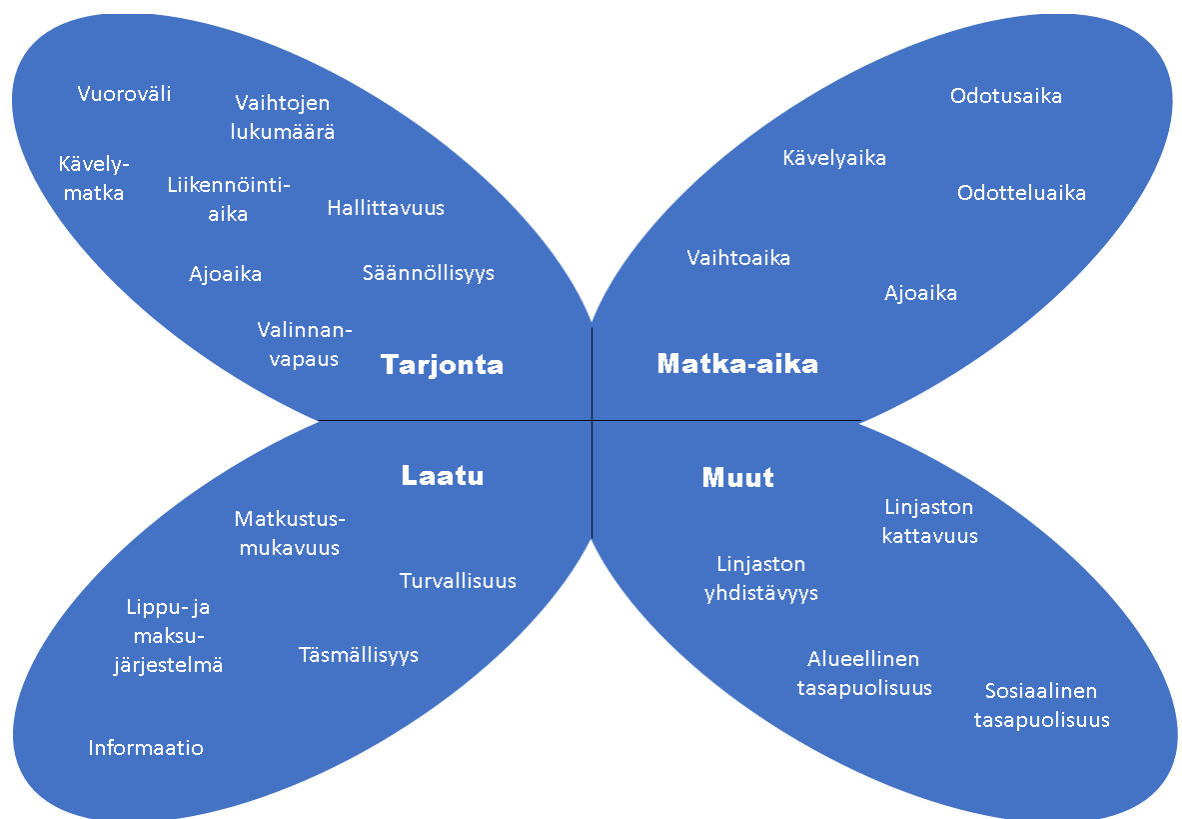 Vuoroväli
Vaihtojen
lukumäärä
Kävely-
matka
Liikennöinti-
aika
Hallittavuus
Ajoaika
Säännöllisyys
Valinnan-
vapaus
Tarjonta
Odotusaika
Kävelyaika
Odotteluaika
Vaihtoaika
Ajoaika
Matka-aika
Laatu
Matkustus-
mukavuus
Turvallisuus
Lippu- ja
maksu-
järjestelmä
Täsmällisyys
Informaatio
Muut
Linjaston
kattavuus
Linjaston
yhdistävyys
Alueellinen
tasapuolisuus
Sosiaalinen
tasapuolisuus